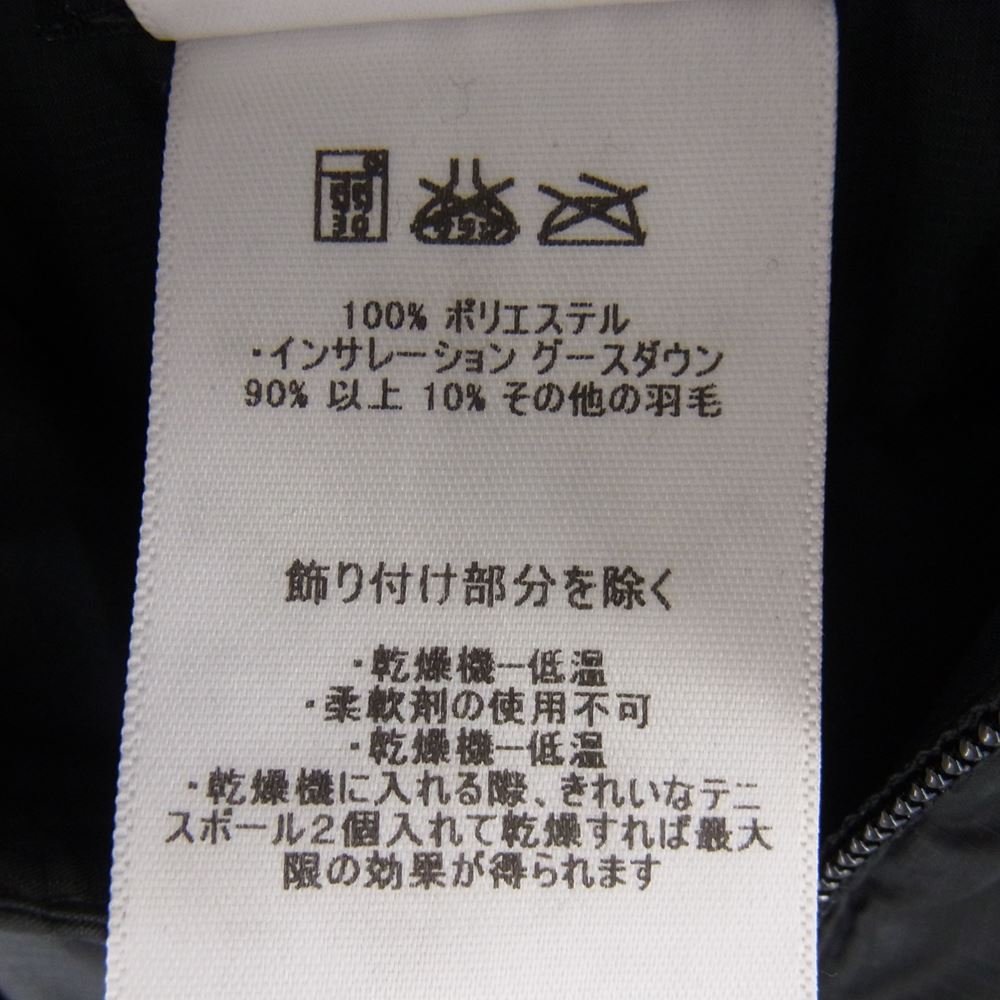 30
100% ポリエステル
・インサレーション グースダウン
90% 以上 10% その他の羽毛
飾り付け部分を除く
・乾燥機ー低温
・柔軟剤の使用不可
・乾燥機ー低温
・乾燥機に入れる際、きれいなテニ
スボール2個入れて乾燥すれば最大
限の効果が得られます